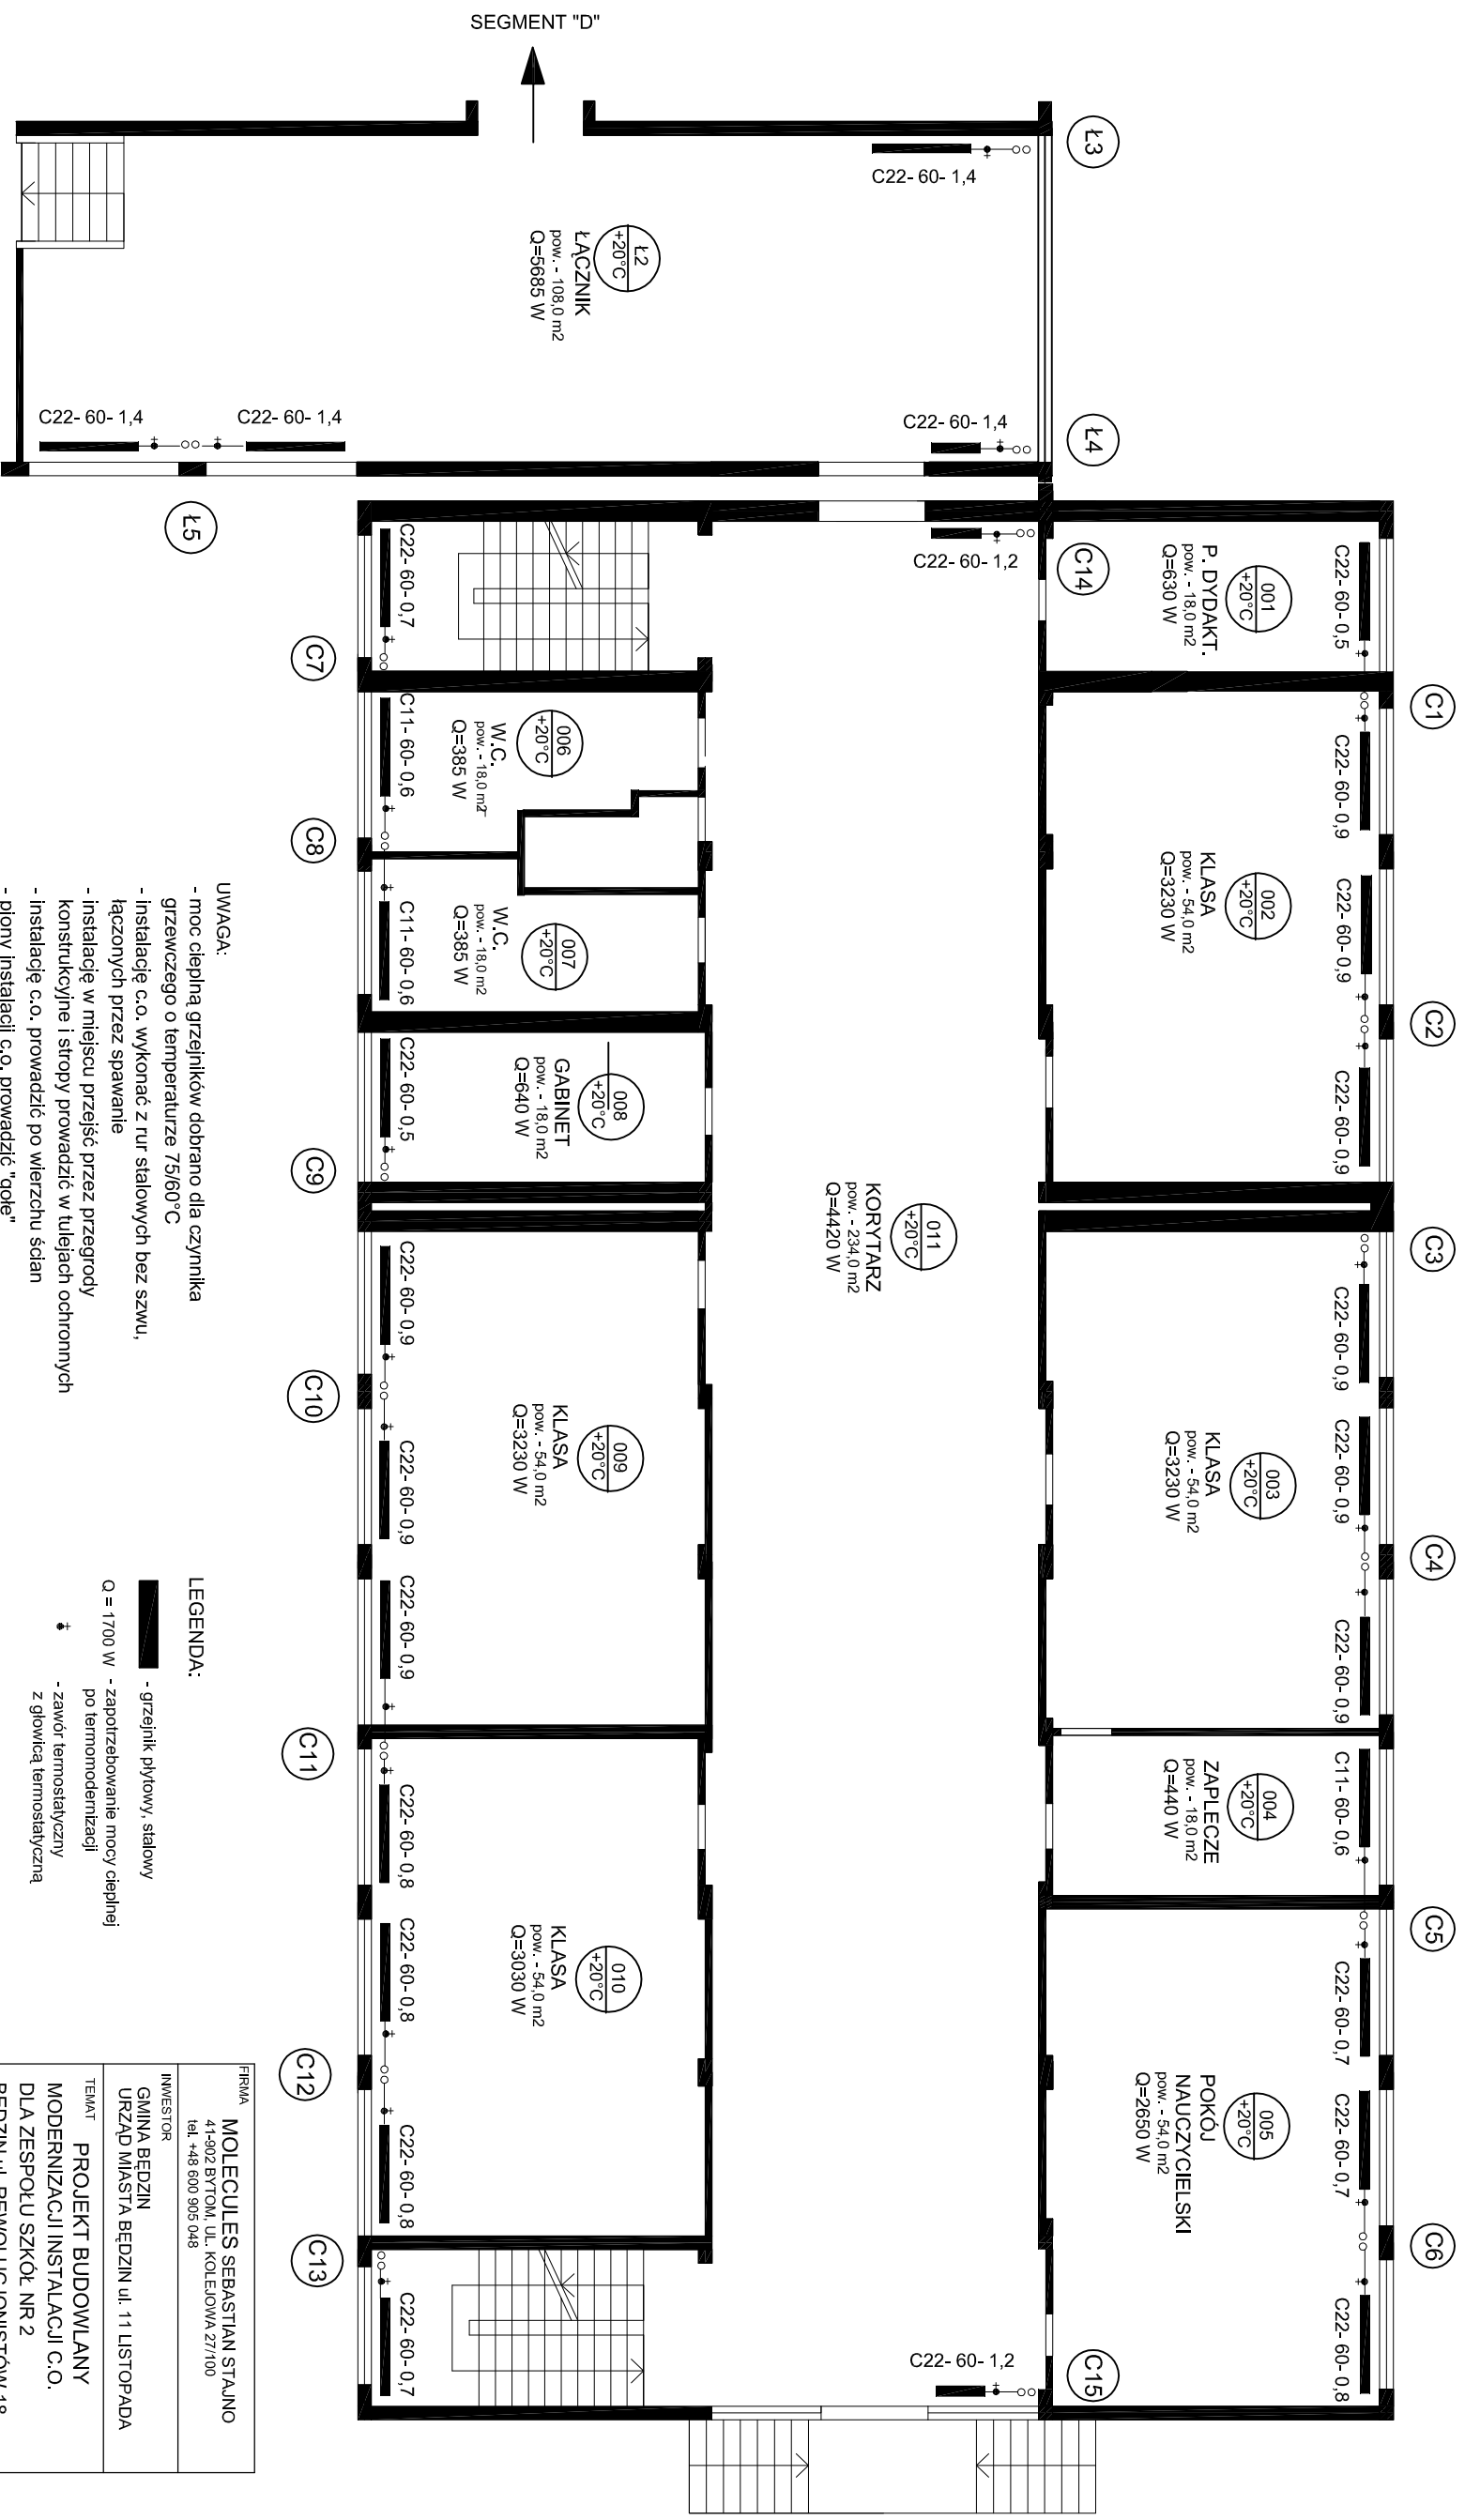 SEGMENT "D"
Ł3
C22- 60- 1,4
Ł2
+20°C
ŁĄCZNIK
pow. - 108,0 m2
Q=5685 W
C22- 60- 1,4
C22- 60- 1,4
C22- 60- 1,4
Ł4
Ł5
C22- 60- 1,2
C14
001
+20°C
P. DYDAKT.
pow. - 18,0 m2
Q=630 W
C22- 60- 0,5
C1
C22- 60- 0,9
002
+20°C
KLASA
pow. - 54,0 m2
Q=3230 W
C22- 60- 0,9
C2
C22- 60- 0,9
C3
C22- 60- 0,9
003
+20°C
KLASA
pow. - 54,0 m2
Q=3230 W
C22- 60- 0,9
C4
C22- 60- 0,9
004
+20°C
ZAPLECZE
pow. - 18,0 m2
Q=440 W
C11- 60- 0,6
C5
C22- 60- 0,7
005
+20°C
POKÓJ
NAUCZYCIELSKI
pow. - 54,0 m2
Q=2650 W
C22- 60- 0,7
C6
C22- 60- 0,8
C15
C22- 60- 1,2
011
+20°C
KORYTARZ
pow. - 234,0 m2
Q=4420 W
C22- 60- 0,7
C7
006
+20°C
W.C.
pow. - 18,0 m2
Q=385 W
C11- 60- 0,6
C8
007
+20°C
W.C.
pow. - 18,0 m2
Q=385 W
C11- 60- 0,6
008
+20°C
GABINET
pow. - 18,0 m2
Q=640 W
C22- 60- 0,5
C9
C22- 60- 0,9
009
+20°C
KLASA
pow. - 54,0 m2
Q=3230 W
C10
C22- 60- 0,9
C22- 60- 0,9
C11
C22- 60- 0,8
010
+20°C
KLASA
pow. - 54,0 m2
Q=3030 W
C22- 60- 0,8
C12
C22- 60- 0,8
C13
C22- 60- 0,7
UWAGA:
- moc cieplną grzejników dobrano dla czynnika
grzewczego o temperaturze 75/60°C
- instalację c.o. wykonać z rur stalowych bez szwu,
łączonych przez spawanie
- instalację w miejscu przejść przez przegrody
konstrukcyjne i stropy prowadzić w tulejach ochronnych
- instalację c.o. prowadzić po wierzchu ścian
- piony instalacji c.o. prowadzić "gołe"
LEGENDA:
- grzejnik płytowy, stalowy
Q = 1700 W - zapotrzebowanie mocy cieplnej
po termomodernizacji
- zawór termostatyczny
z głowicą termostatyczną
FIRMA
MOLECULES SEBASTIAN STAJNO
41-902 BYTOM, UL. KOLEJOWA 27/100
tel. +48 600 905 048
INWESTOR
GMINA BĘDZIN
URZĄD MIASTA BĘDZIN ul. 11 LISTOPADA
TEMAT PROJEKT BUDOWLANY
MODERNIZACJI INSTALACJI C.O.
DLA ZESPOŁU SZKÓŁ NR 2
BĘDZIN ul. REWOLUCJONISTÓW 18